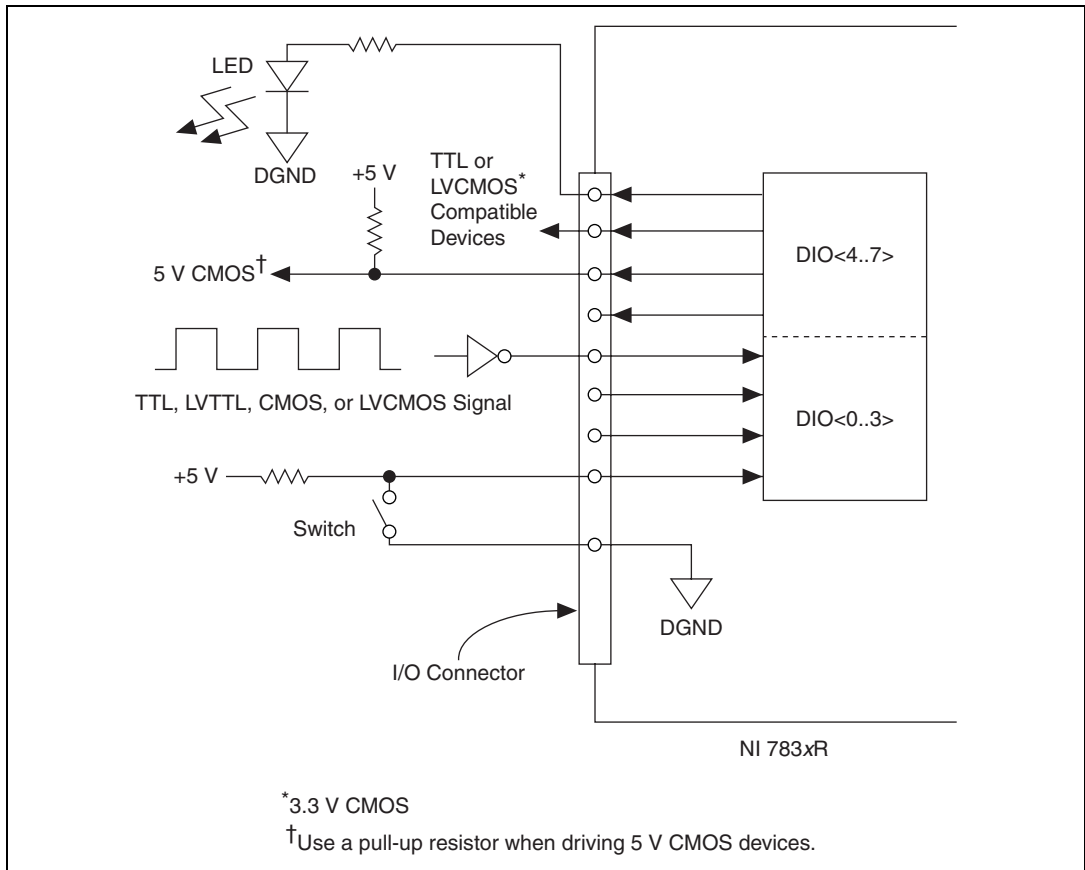 LED
DGND
+5 V
TTL or
LVCMOS*
Compatible
Devices
5 V CMOS†
DIO<4..7>
TTL, LVTTL, CMOS, or LVCMOS Signal
DIO<0..3>
+5 V
Switch
DGND
I/O Connector
NI 783xR
*3.3 V CMOS
†Use a pull-up resistor when driving 5 V CMOS devices.